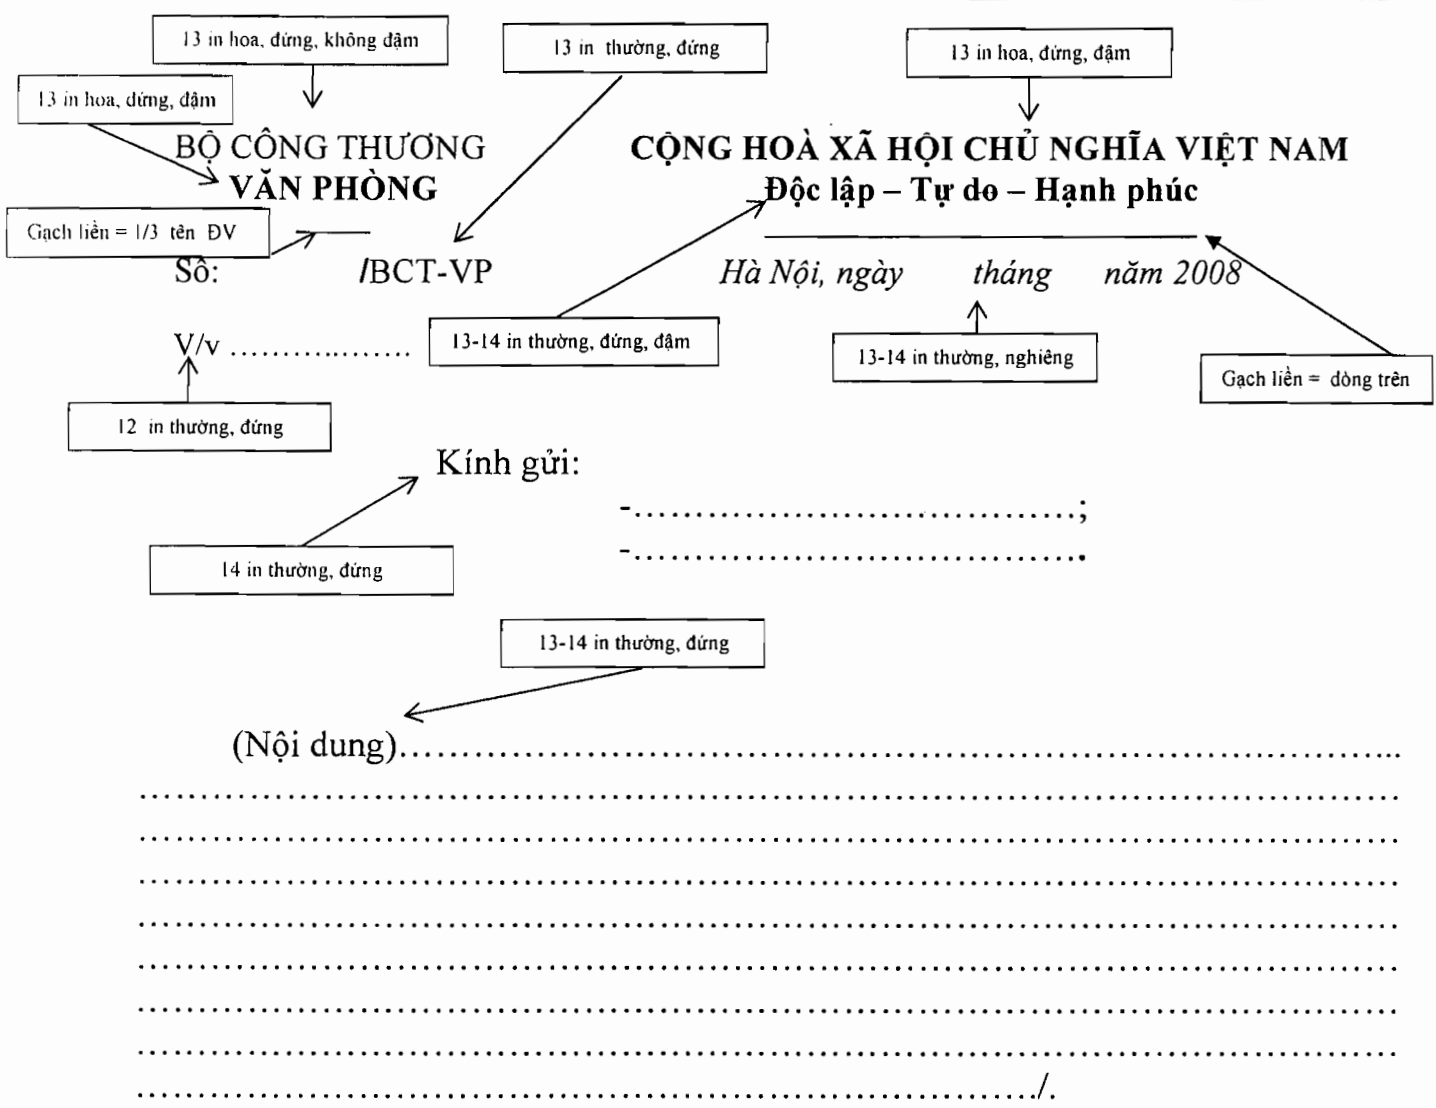 13 in hoa, đứng, không đậm
13 in thường, đứng
13 in hoa, đứng, đậm
13 in hoa, đứng, đậm
BỘ CÔNG THƯƠNG
CỘNG HOÀ XÃ HỘI CHỦ NGHĨA VIỆT NAM
VĂN PHÒNG
Độc lập – Tự do – Hạnh phúc
Gạch liền = 1/3 tên ĐV
Số: /BCT-VP
Hà Nội, ngày tháng năm 2008
V/v ....................
13-14 in thường, đứng, đậm
13-14 in thường, nghiêng
Gạch liền = dòng trên
12 in thường, đứng
Kính gửi:
-......................................;
-.......................................
14 in thường, đứng
13-14 in thường, đứng
(Nội dung)..............................................................................
....................................................................................................
....................................................................................................
....................................................................................................
....................................................................................................
....................................................................................................
....................................................................................................
....................................................................................................
......................................................................../.